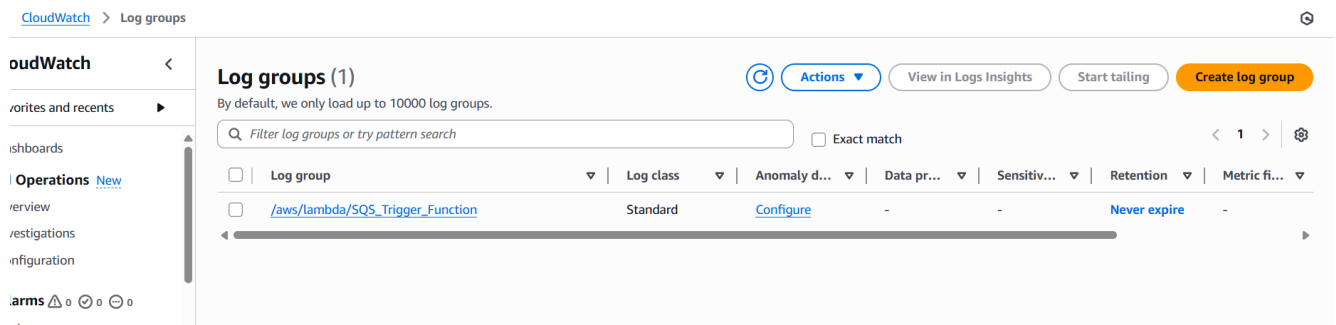 CloudWatch > Log groups
oudWatch
vorites and recents
shboards
Operations New
verview
vestigations
nfiguration
arms 0 0 0
Log groups (1)
Actions
View in Logs Insights
Start tailing
Create log group
By default, we only load up to 10000 log groups.
Filter log groups or try pattern search
Exact match
1
Log group
Log class
Anomaly d...
Data pr...
Sensitiv...
Retention
Metric fi...
/aws/lambda/SQS_Trigger_Function
Standard
Configure
-
-
Never expire
-